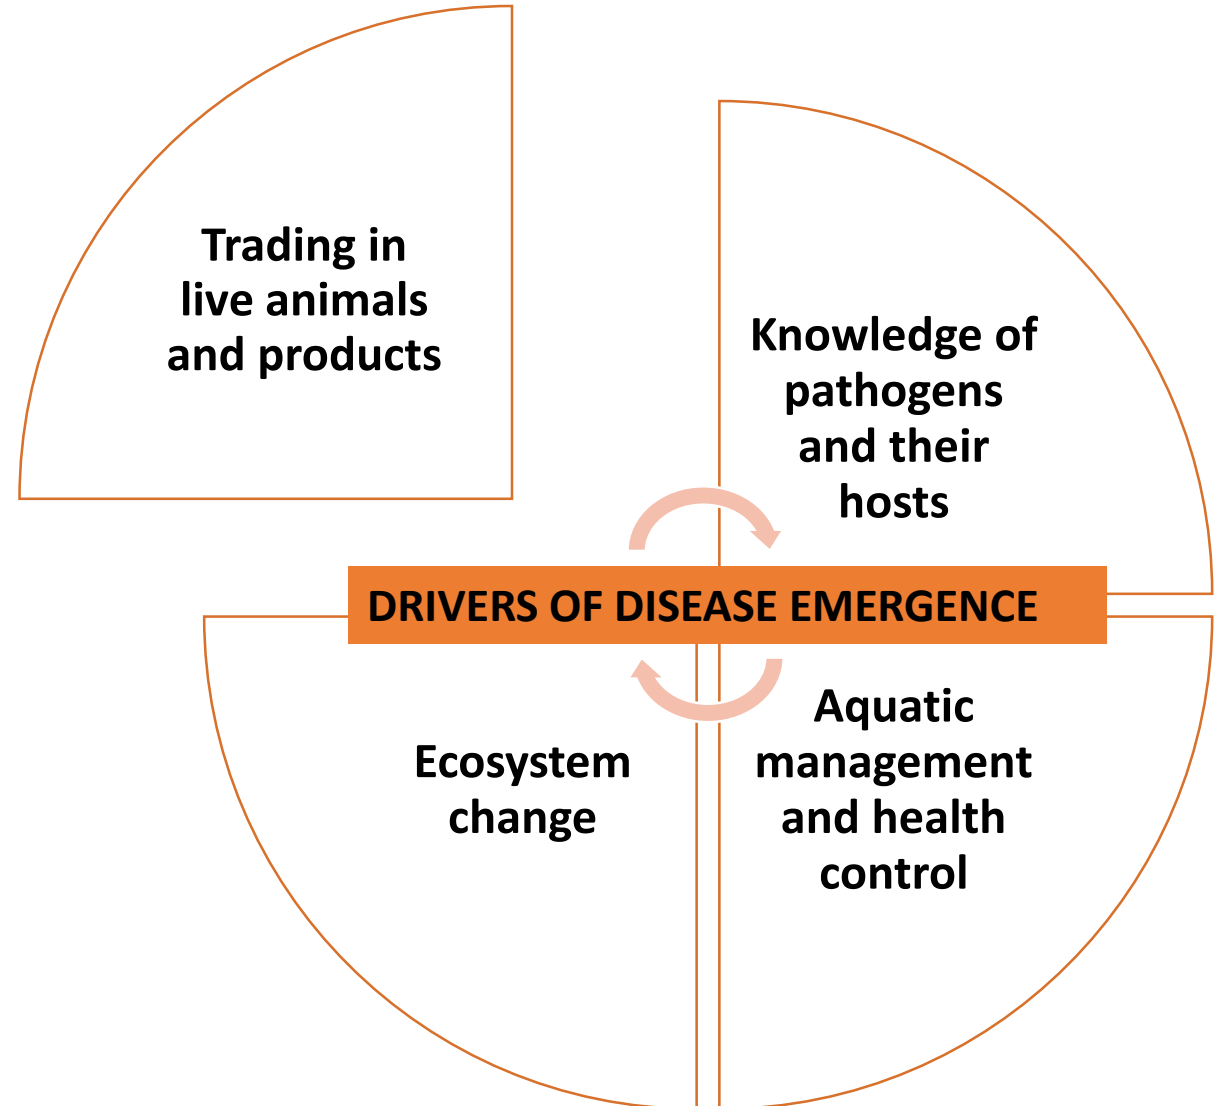 Trading in
live animals
and products
Knowledge of
pathogens
and their
hosts
DRIVERS OF DISEASE EMERGENCE
Ecosystem
change
Aquatic
management
and health
control